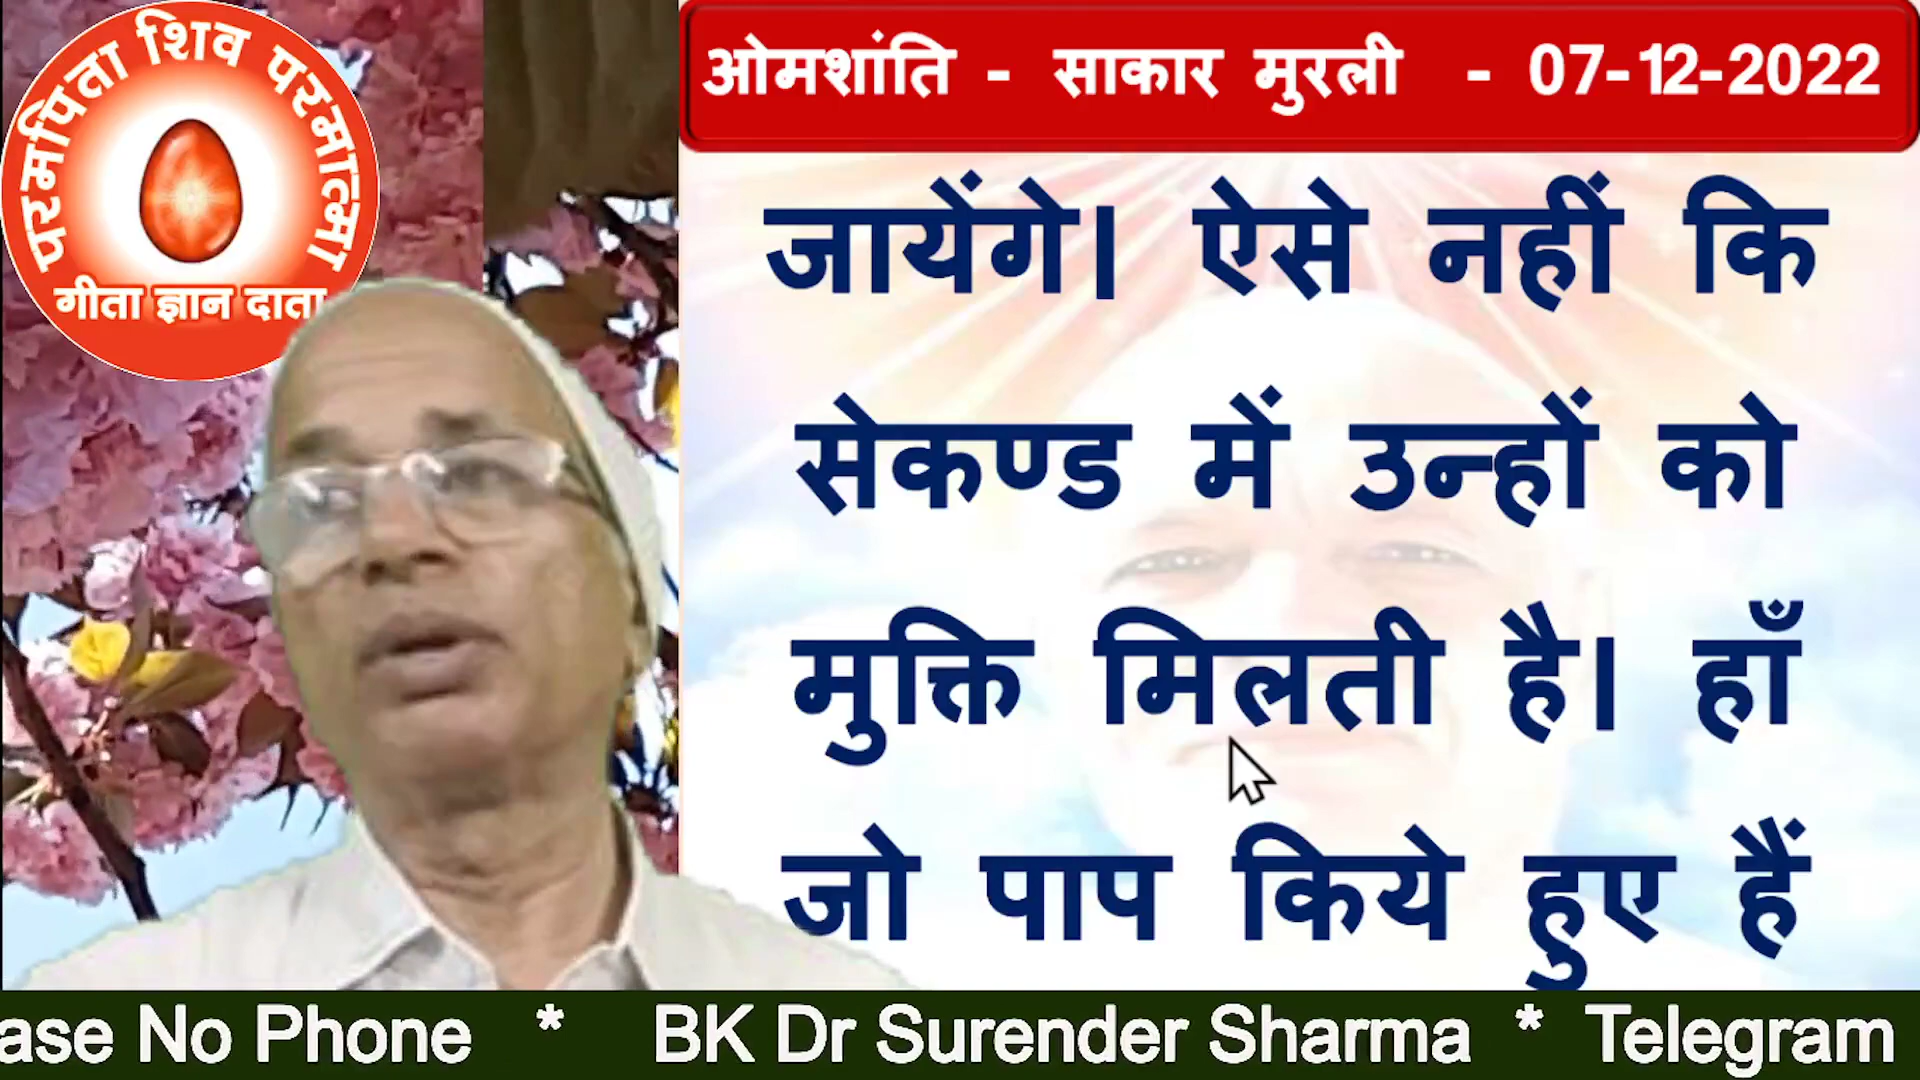 परमपिता शिव परमात्मा
गीता ज्ञान दाता
ओमशांति - साकार मुरली - 07-12-2022
जायेंगे। ऐसे नहीं कि
सेकण्ड में उन्हों को
मुक्ति मिलती है। हाँ
जो पाप किये हुए हैं
ase No Phone * BK Dr Surender Sharma * Telegram